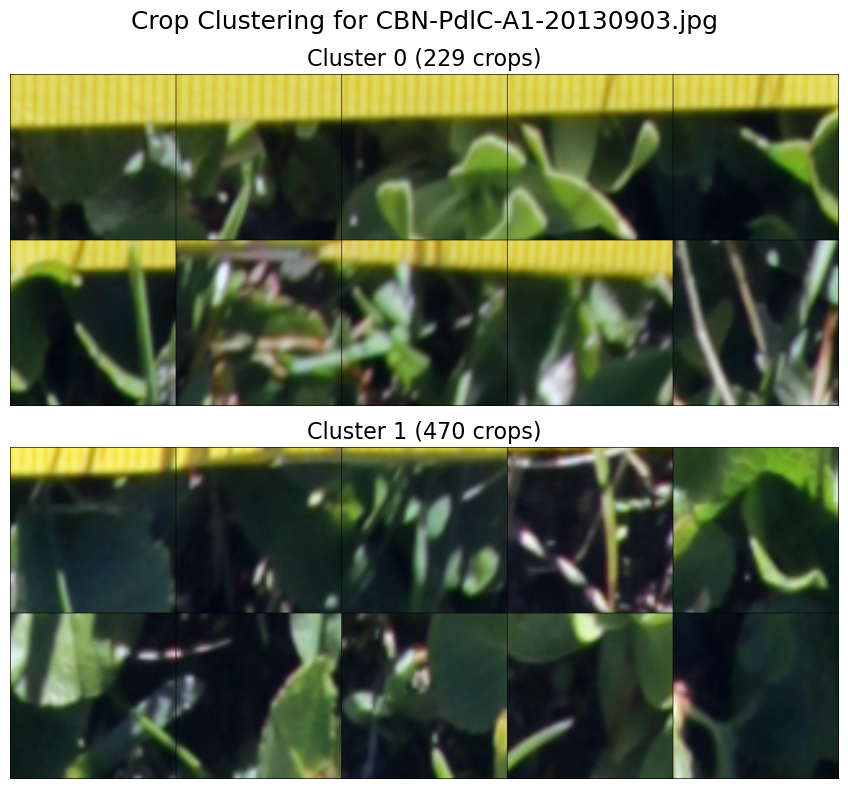 Crop Clustering for CBN-PdlC-A1-20130903.jpg
Cluster 0 (229 crops)
Cluster 1 (470 crops)